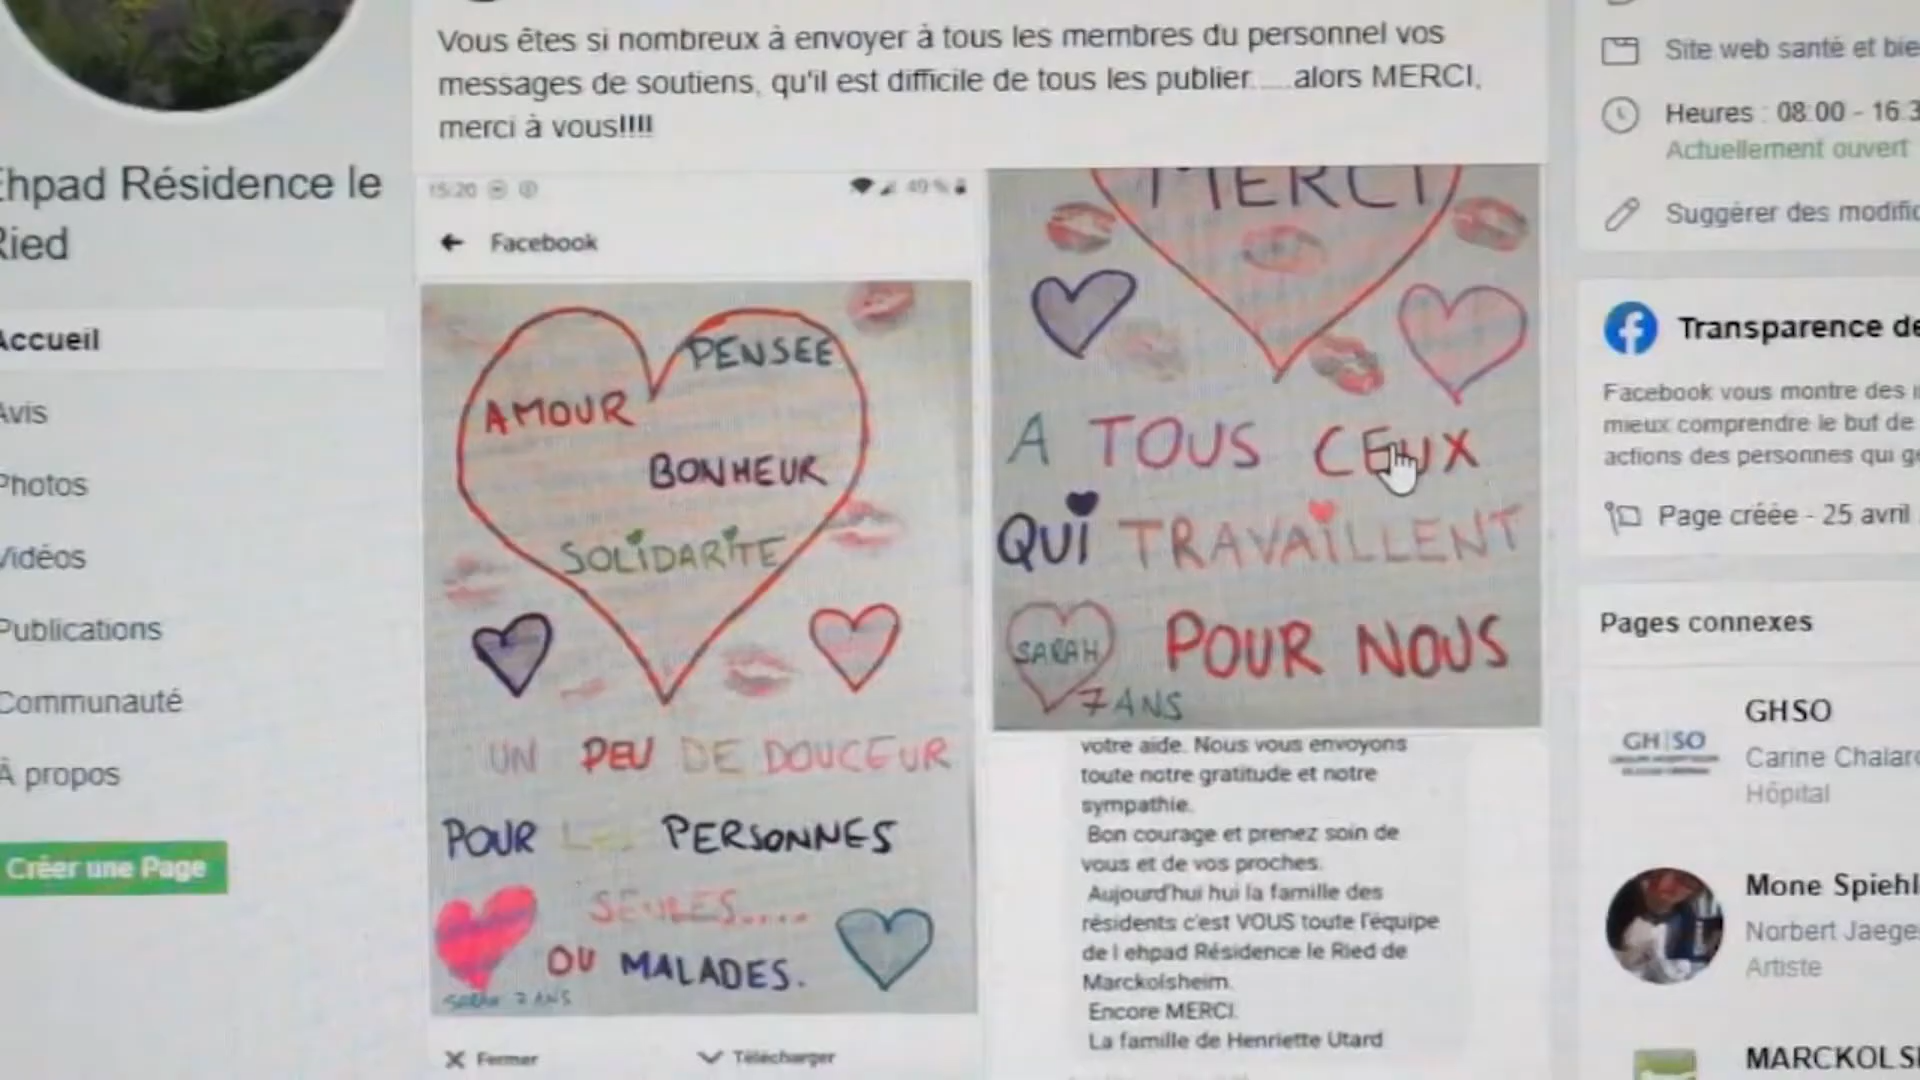 Vous êtes si nombreux à envoyer à tous les membres du personnel vos
messages de soutiens, qu'il est difficile de tous les publier.....alors MERCI,
merci à vous!!!!
Ehpad Résidence le
Ried
Accueil
Avis
Photos
Vidéos
Publications
Communauté
À propos
Créer une Page
15:20
49 %
Facebook
PENSEE
AMOUR
BONHEUR
SOLIDARITE
UN PEU DE DOUCEUR
POUR LES PERSONNES
SEULES....
OU MALADES.
SARAH 7 ANS
Fermer
Télécharger
MERCI
A TOUS CEUX
QUI TRAVAILLENT
POUR NOUS
SARAH
7 ANS
votre aide. Nous vous envoyons
toute notre gratitude et notre
sympathie.
Bon courage et prenez soin de
vous et de vos proches.
Aujourd'hui hui la famille des
résidents c'est VOUS toute l'équipe
de l ehpad Résidence le Ried de
Marckolsheim.
Encore MERCI.
La famille de Henriette Utard
Site web santé et bie
Heures : 08:00 - 16:3
Actuellement ouvert
Suggérer des modific
Transparence de
Facebook vous montre des i
mieux comprendre le but de
actions des personnes qui g
Page créée - 25 avril
Pages connexes
GHSO
GH|SO
Carine Chalar
Hôpital
Mone Spiehl
Norbert Jaege
Artiste
MARCKOLS